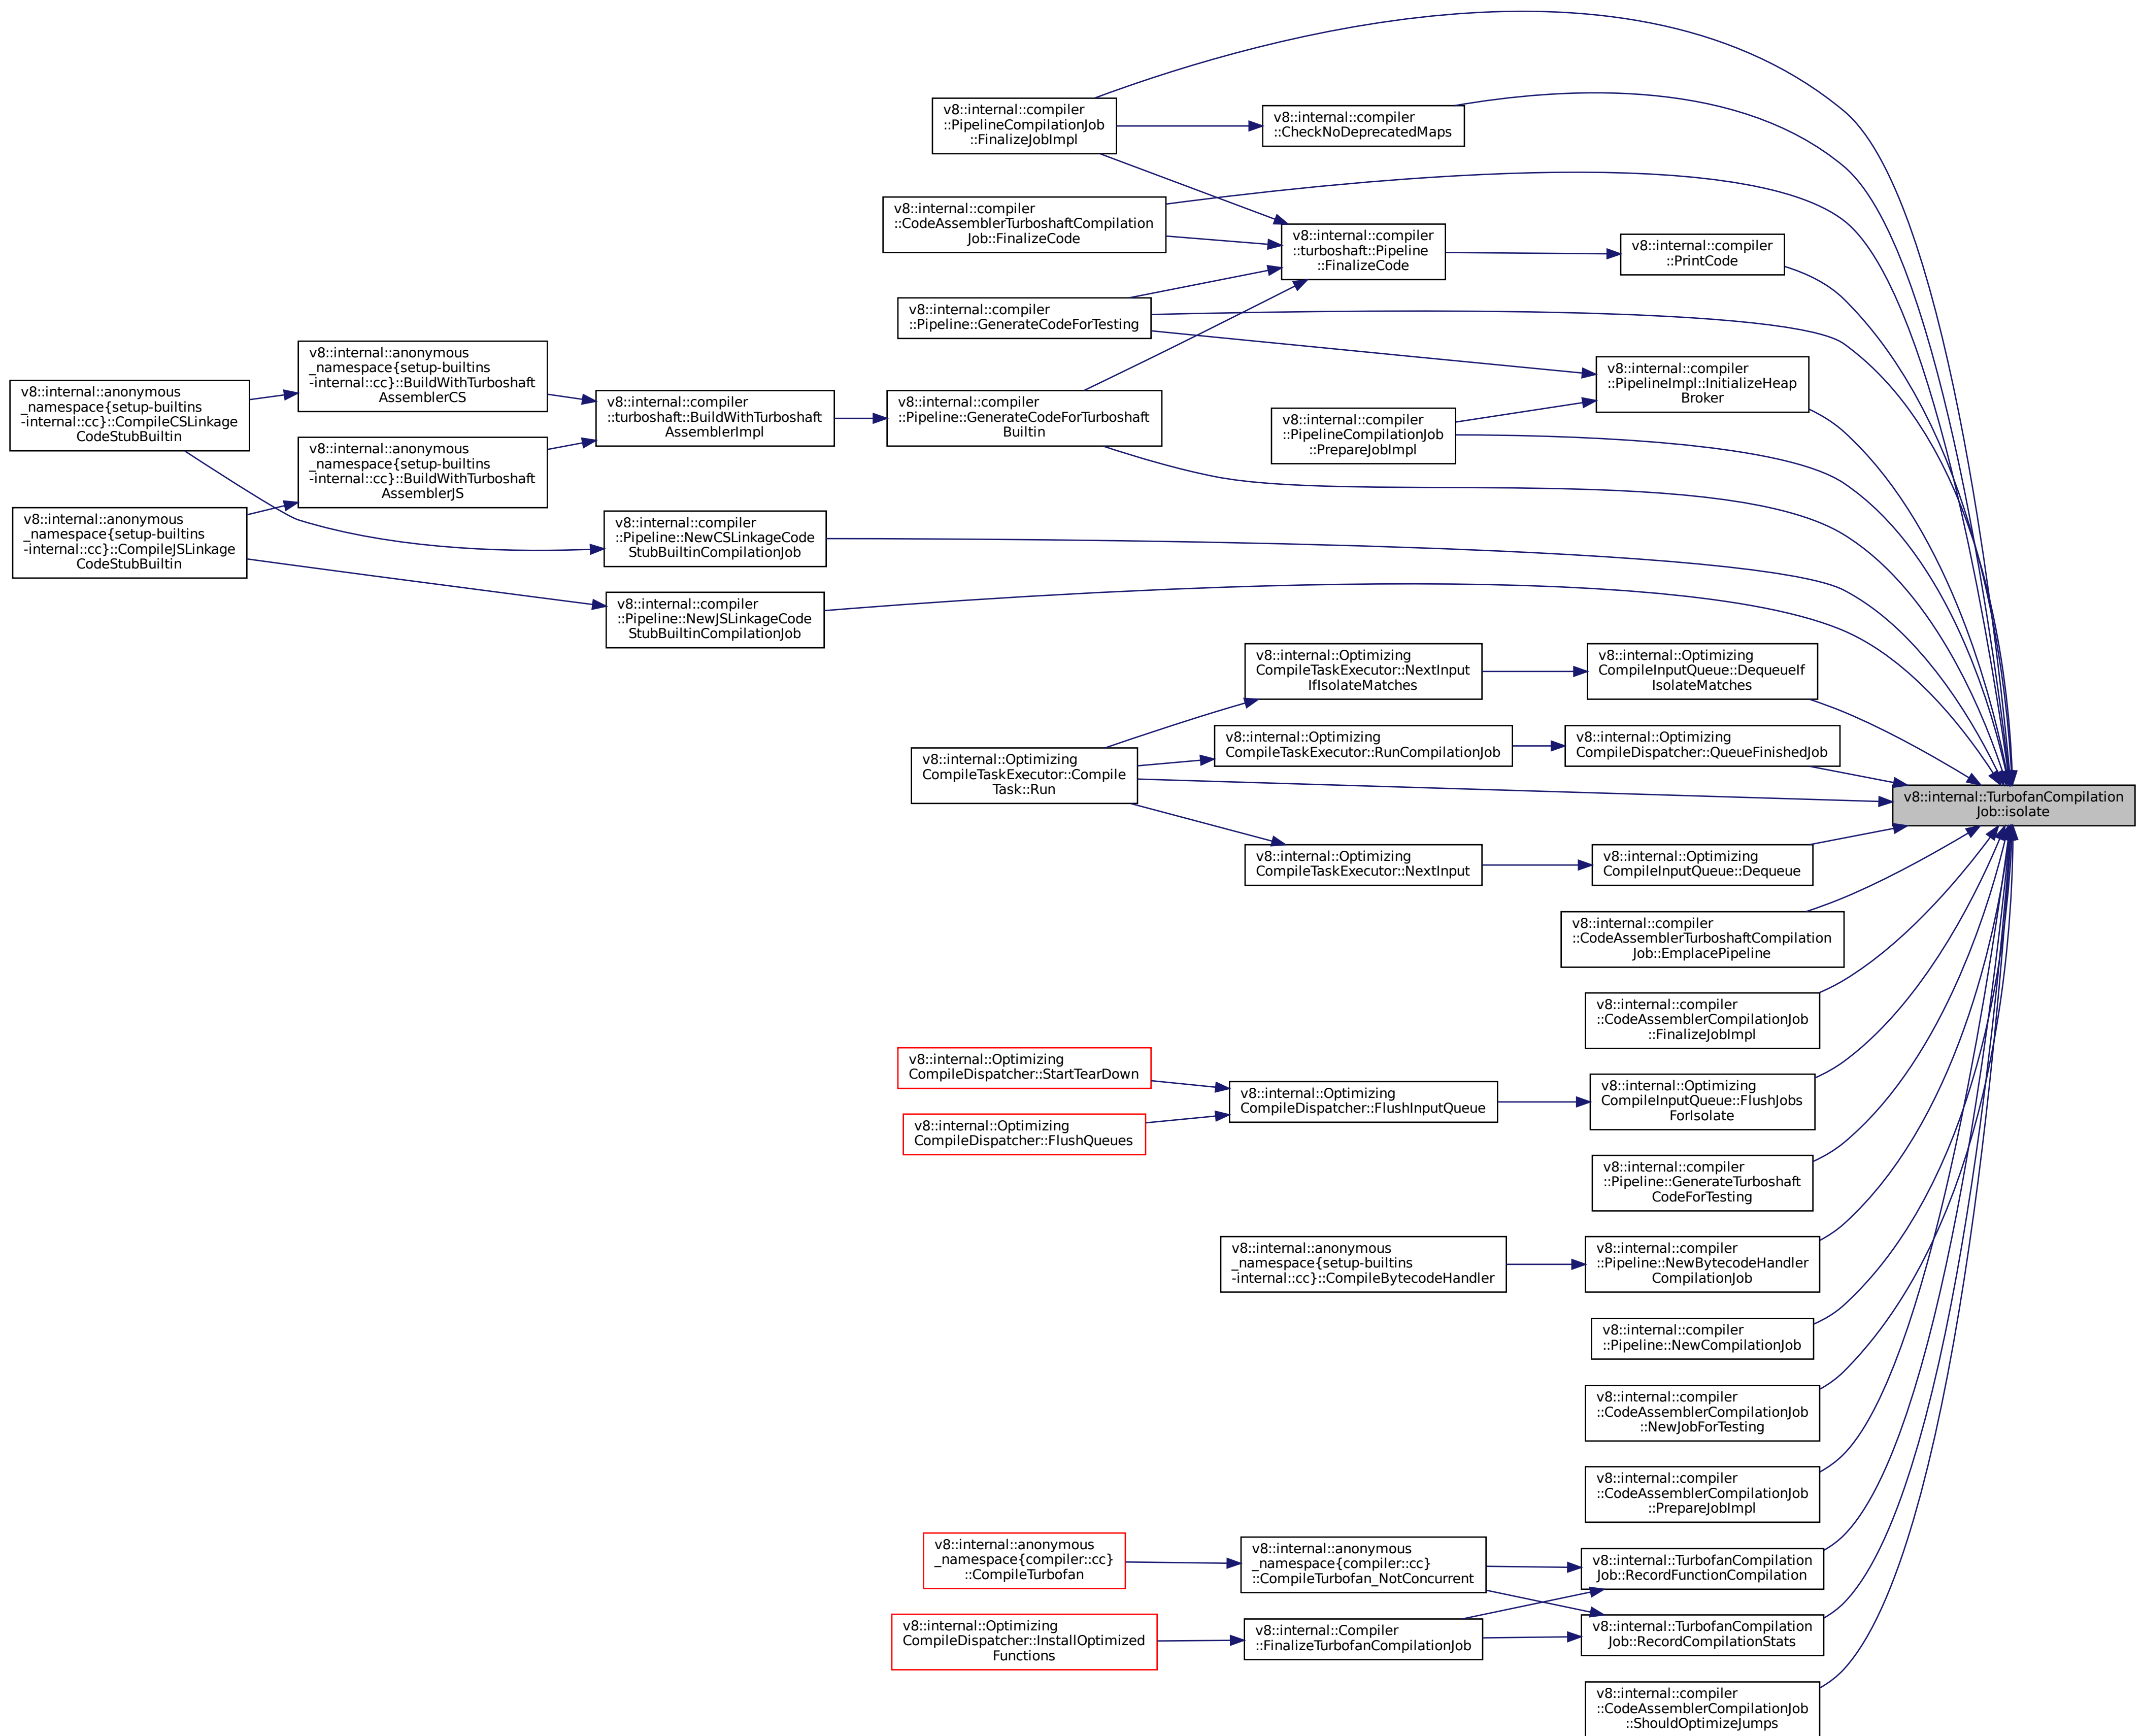 v8::internal::compiler
::PipelineCompilationJob
::FinalizeJobImpl
v8::internal::compiler
::CheckNoDeprecatedMaps
v8::internal::compiler
::CodeAssemblerTurboshaftCompilation
Job::FinalizeCode
v8::internal::compiler
::turboshaft::Pipeline
::FinalizeCode
v8::internal::compiler
::PrintCode
v8::internal::compiler
::Pipeline::GenerateCodeForTesting
v8::internal::anonymous
_namespace{setup-builtins
-internal::cc}::BuildWithTurboshaft
AssemblerCS
v8::internal::compiler
::PipelineImpl::InitializeHeap
Broker
v8::internal::anonymous
_namespace{setup-builtins
-internal::cc}::CompileCSLinkage
CodeStubBuiltin
v8::internal::compiler
::turboshaft::BuildWithTurboshaft
AssemblerImpl
v8::internal::compiler
::Pipeline::GenerateCodeForTurboshaft
Builtin
v8::internal::compiler
::PipelineCompilationJob
::PrepareJobImpl
v8::internal::anonymous
_namespace{setup-builtins
-internal::cc}::BuildWithTurboshaft
AssemblerJS
v8::internal::anonymous
_namespace{setup-builtins
-internal::cc}::CompileJSLinkage
CodeStubBuiltin
v8::internal::compiler
::Pipeline::NewCSLinkageCode
StubBuiltinCompilationJob
v8::internal::compiler
::Pipeline::NewJSLinkageCode
StubBuiltinCompilationJob
v8::internal::Optimizing
CompileTaskExecutor::NextInput
IfIsolateMatches
v8::internal::Optimizing
CompileInputQueue::DequeueIf
IsolateMatches
v8::internal::Optimizing
CompileTaskExecutor::RunCompilationJob
v8::internal::Optimizing
CompileDispatcher::QueueFinishedJob
v8::internal::Optimizing
CompileTaskExecutor::Compile
Task::Run
v8::internal::TurbofanCompilation
Job::isolate
v8::internal::Optimizing
CompileTaskExecutor::NextInput
v8::internal::Optimizing
CompileInputQueue::Dequeue
v8::internal::compiler
::CodeAssemblerTurboshaftCompilation
Job::EmplacePipeline
v8::internal::compiler
::CodeAssemblerCompilationJob
::FinalizeJobImpl
v8::internal::Optimizing
CompileDispatcher::StartTearDown
v8::internal::Optimizing
CompileDispatcher::FlushInputQueue
v8::internal::Optimizing
CompileInputQueue::FlushJobs
ForIsolate
v8::internal::Optimizing
CompileDispatcher::FlushQueues
v8::internal::compiler
::Pipeline::GenerateTurboshaft
CodeForTesting
v8::internal::anonymous
_namespace{setup-builtins
-internal::cc}::CompileBytecodeHandler
v8::internal::compiler
::Pipeline::NewBytecodeHandler
CompilationJob
v8::internal::compiler
::Pipeline::NewCompilationJob
v8::internal::compiler
::CodeAssemblerCompilationJob
::NewJobForTesting
v8::internal::compiler
::CodeAssemblerCompilationJob
::PrepareJobImpl
v8::internal::anonymous
_namespace{compiler::cc}
::CompileTurbofan
v8::internal::anonymous
_namespace{compiler::cc}
::CompileTurbofan_NotConcurrent
v8::internal::TurbofanCompilation
Job::RecordFunctionCompilation
v8::internal::Optimizing
CompileDispatcher::InstallOptimized
Functions
v8::internal::Compiler
::FinalizeTurbofanCompilationJob
v8::internal::TurbofanCompilation
Job::RecordCompilationStats
v8::internal::compiler
::CodeAssemblerCompilationJob
::ShouldOptimizeJumps